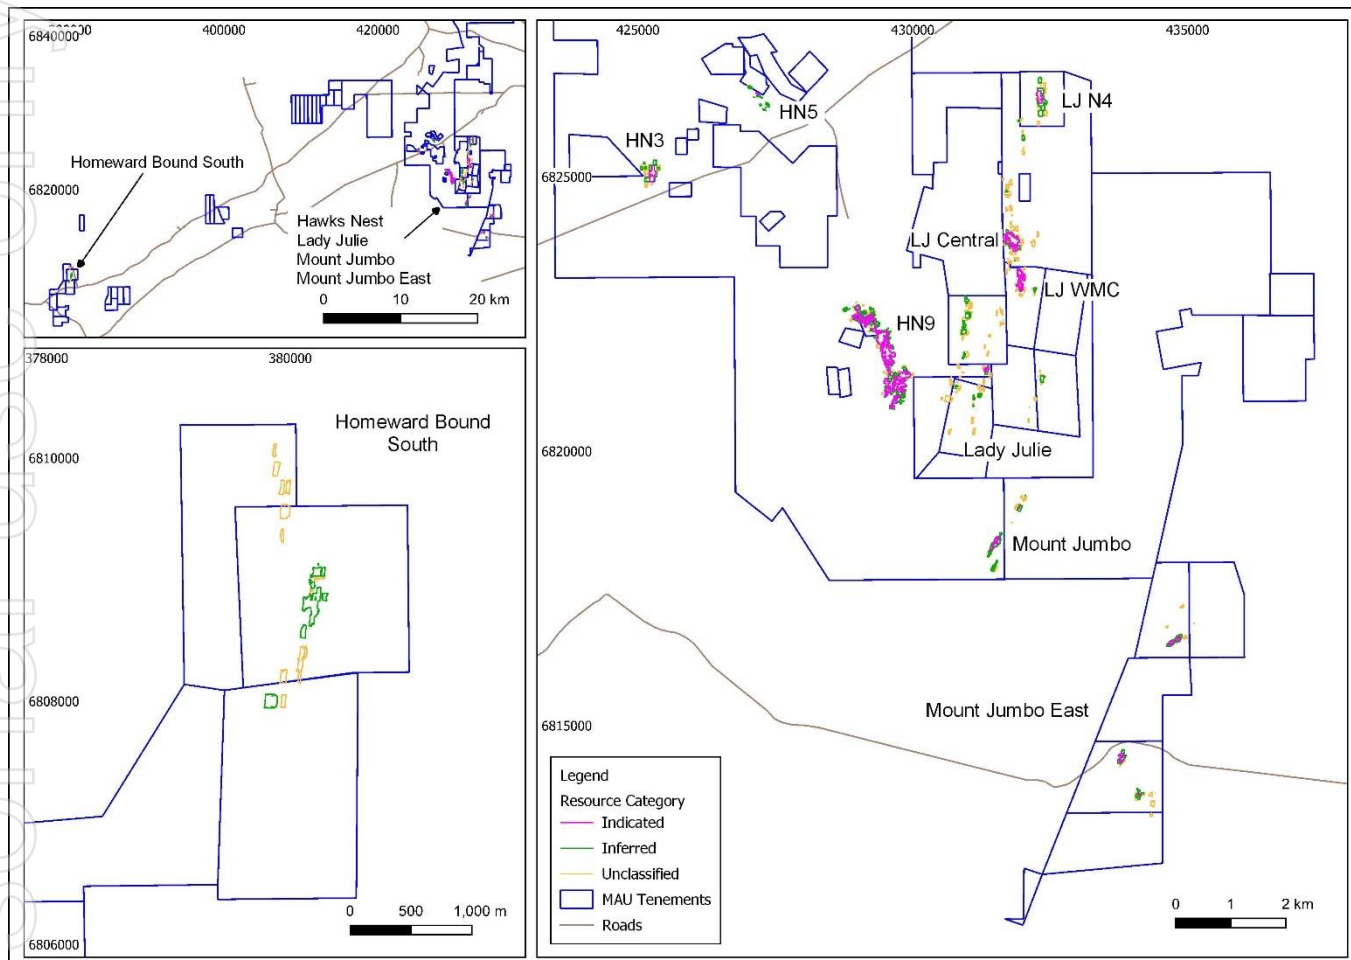 400000
420000
6840000
6820000
Homeward Bound South
Hawks Nest
Lady Julie
Mount Jumbo
Mount Jumbo East
0 10 20 km
378000
380000
Homeward Bound
South
6810000
6808000
6806000
0 500 1,000 m
425000
430000
435000
LJ N4
HN5
HN3
6825000
LJ Central
LJ WMC
HN9
6820000
Lady Julie
Mount Jumbo
Mount Jumbo East
6815000
Legend
Resource Category
Indicated
Inferred
Unclassified
MAU Tenements
Roads
0 1 2 km